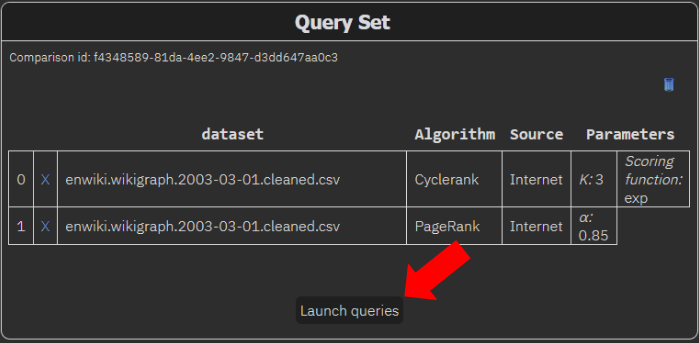 Query Set
Comparison id: f4348589-81da-4ee2-9847-d3dd647aa0c3
dataset Algorithm Source Parameters
0 X enwiki.wikigraph.2003-03-01.cleaned.csv Cyclerank Internet K: 3 Scoring function: exp
1 X enwiki.wikigraph.2003-03-01.cleaned.csv PageRank Internet α: 0.85
Launch queries